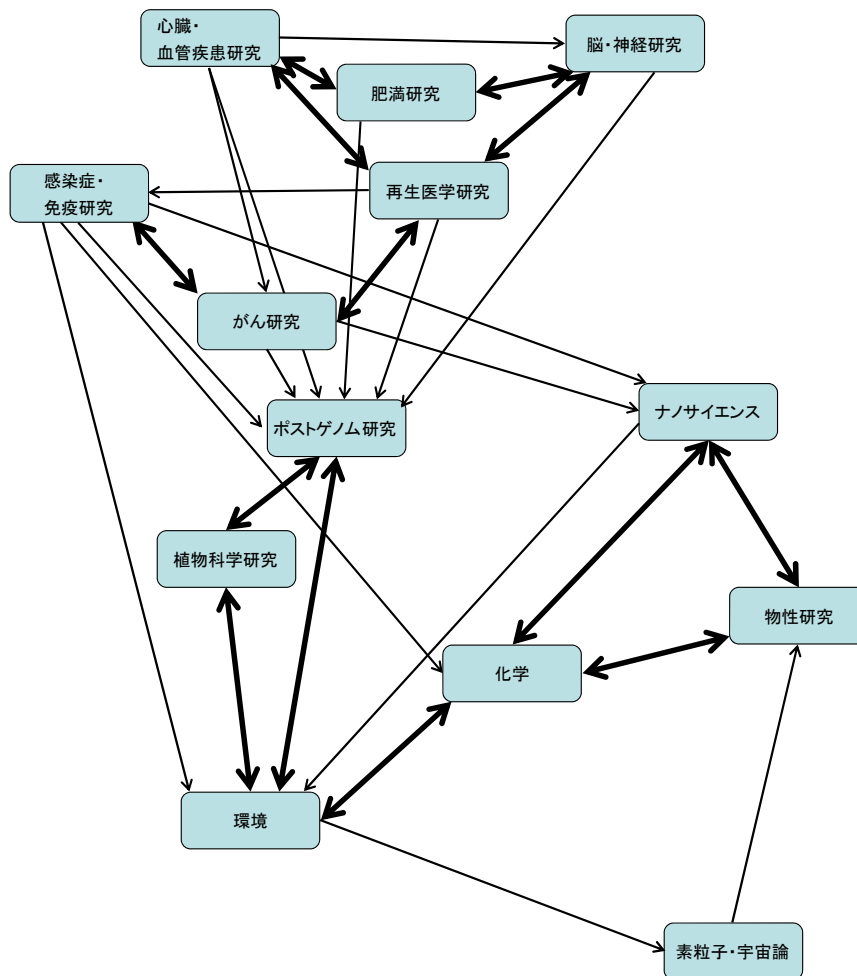 心臓・
血管疾患研究
脳・神経研究
肥満研究
感染症・
免疫研究
再生医学研究
がん研究
ポストゲノム研究
ナノサイエンス
植物科学研究
物性研究
化学
環境
素粒子・宇宙論